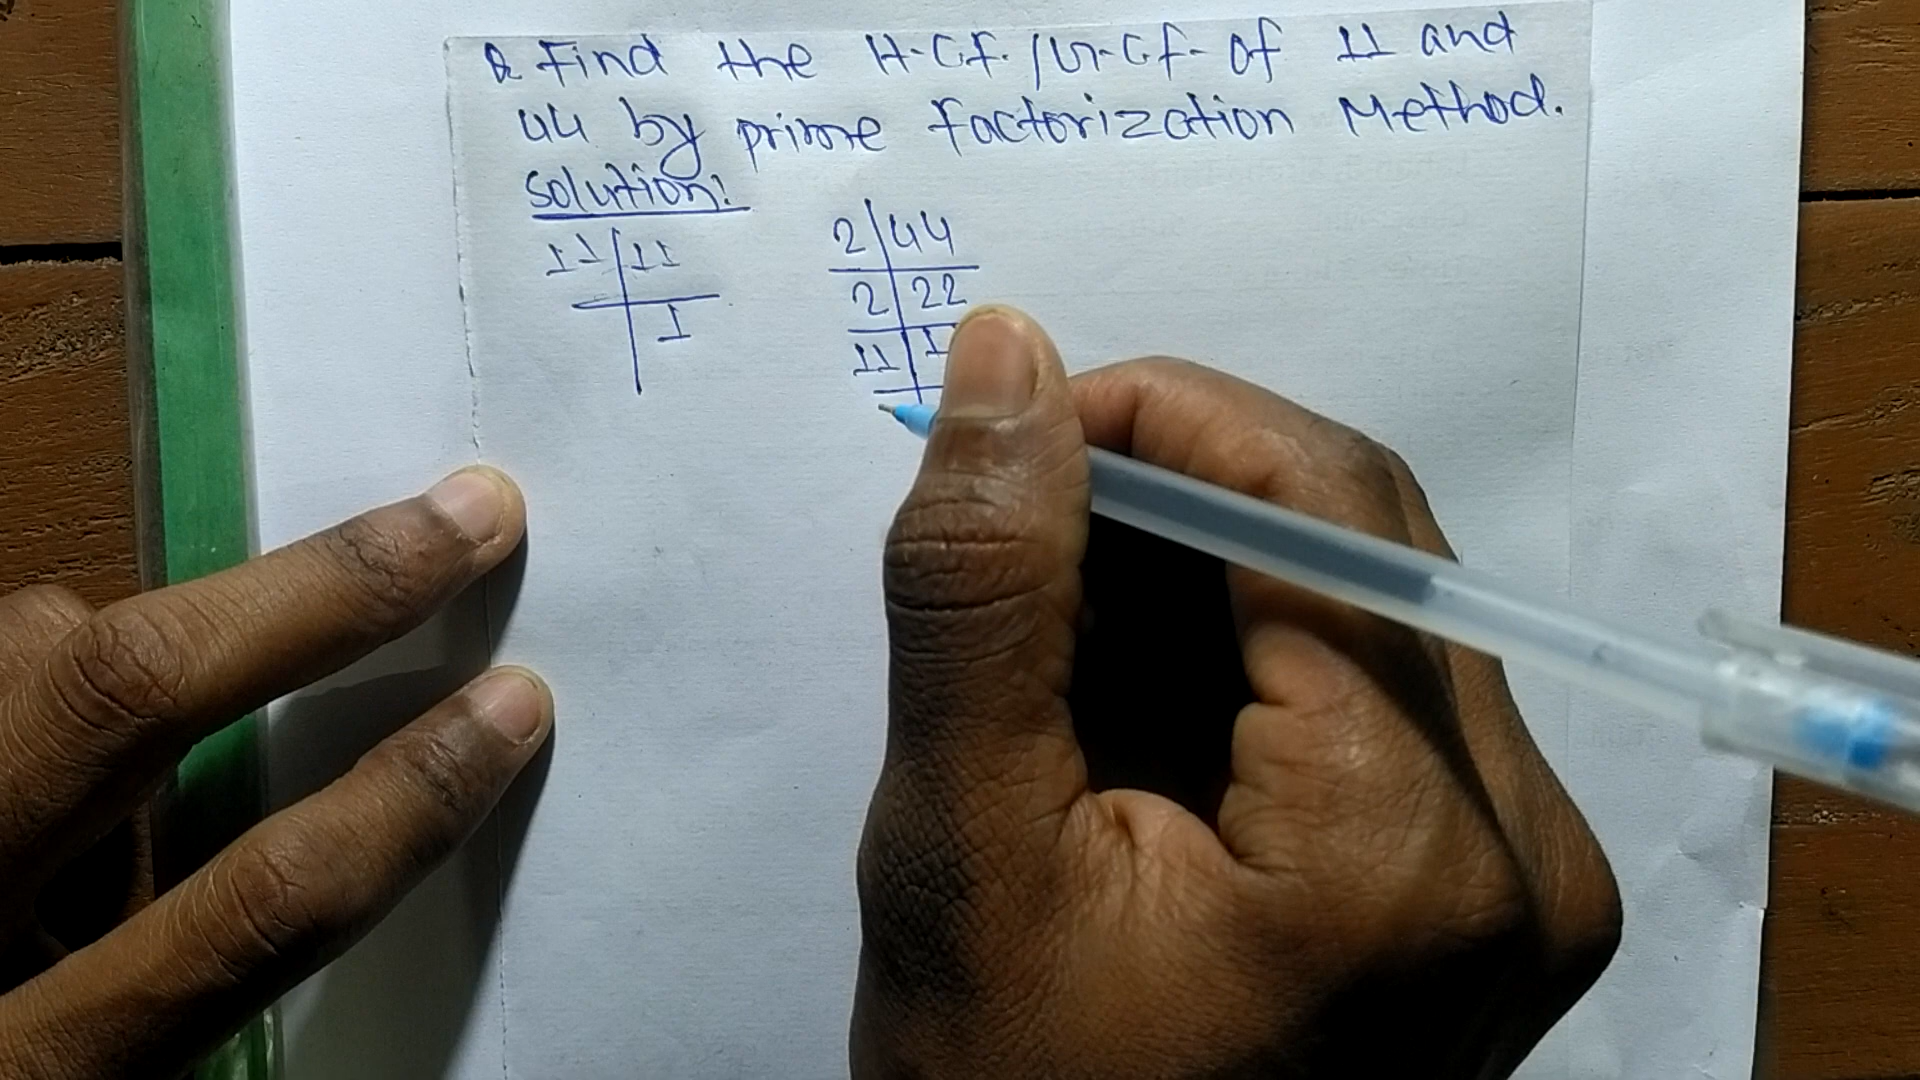 Q Find the H.C.F. / G.C.F. of 11 and
44 by prime factorization Method.
Solution:
11 | 11
1
2 | 44
2 | 22
11 | 1